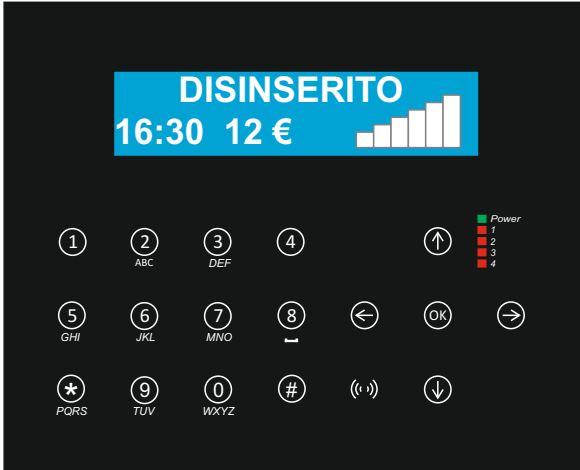 DISINSERITO
16:30 12 €
Power
1
2
3
4
1 2 3 4
ABC DEF
5 6 7 8 OK
GHI JKL MNO
* 9 0 #
PQRS TUV WXYZ